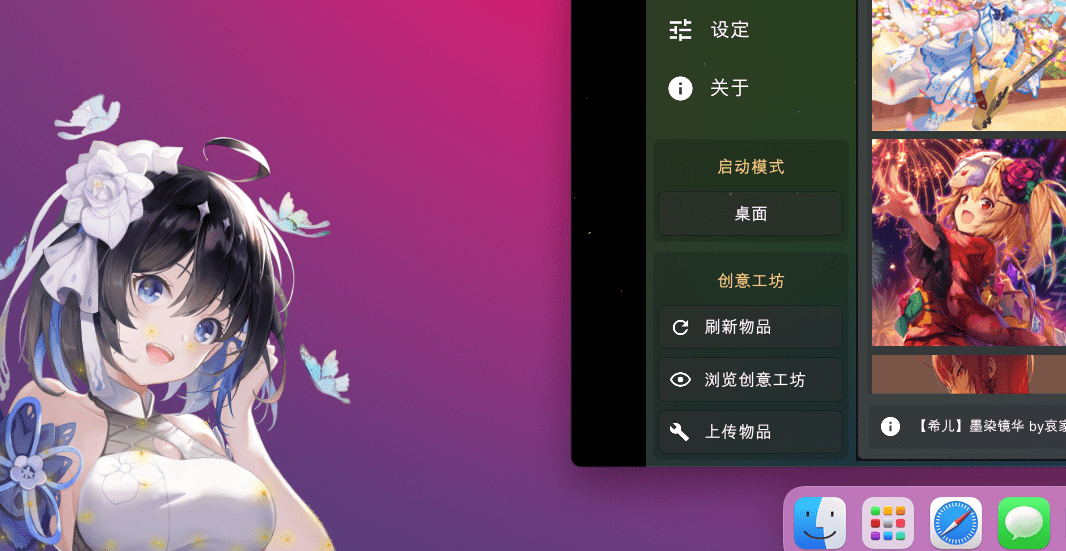 设定
关于
启动模式
桌面
创意工坊
刷新物品
浏览创意工坊
上传物品
【希儿】墨染镜华 by哀